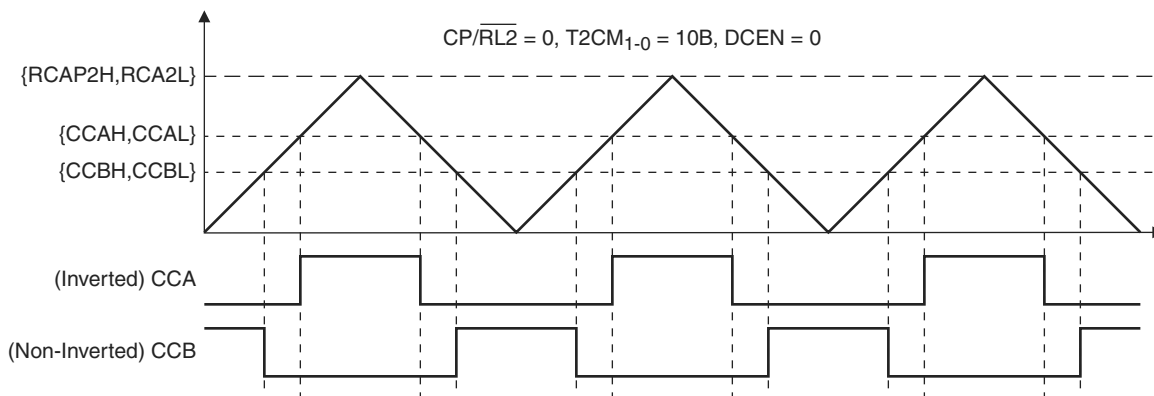 CP/RL2 = 0, T2CM1-0 = 10B, DCEN = 0
{RCAP2H,RCA2L}
{CCAH,CCAL}
{CCBH,CCBL}
(Inverted) CCA
(Non-Inverted) CCB